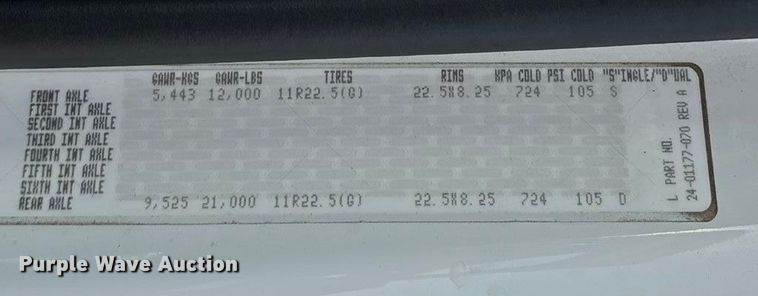 GAWR-KGS GAWR-LBS TIRES RIMS KPA COLD PSI COLD "S"INGLE/"D"UAL
FRONT AXLE 5,443 12,000 11R22.5(G) 22.5X8.25 724 105 S
FIRST INT AXLE
SECOND INT AXLE
THIRD INT AXLE
FOURTH INT AXLE
FIFTH INT AXLE
SIXTH INT AXLE
REAR AXLE 9,525 21,000 11R22.5(G) 22.5X8.25 724 105 D
L PART NO.
24-01177-070 REV A
Purple Wave Auction